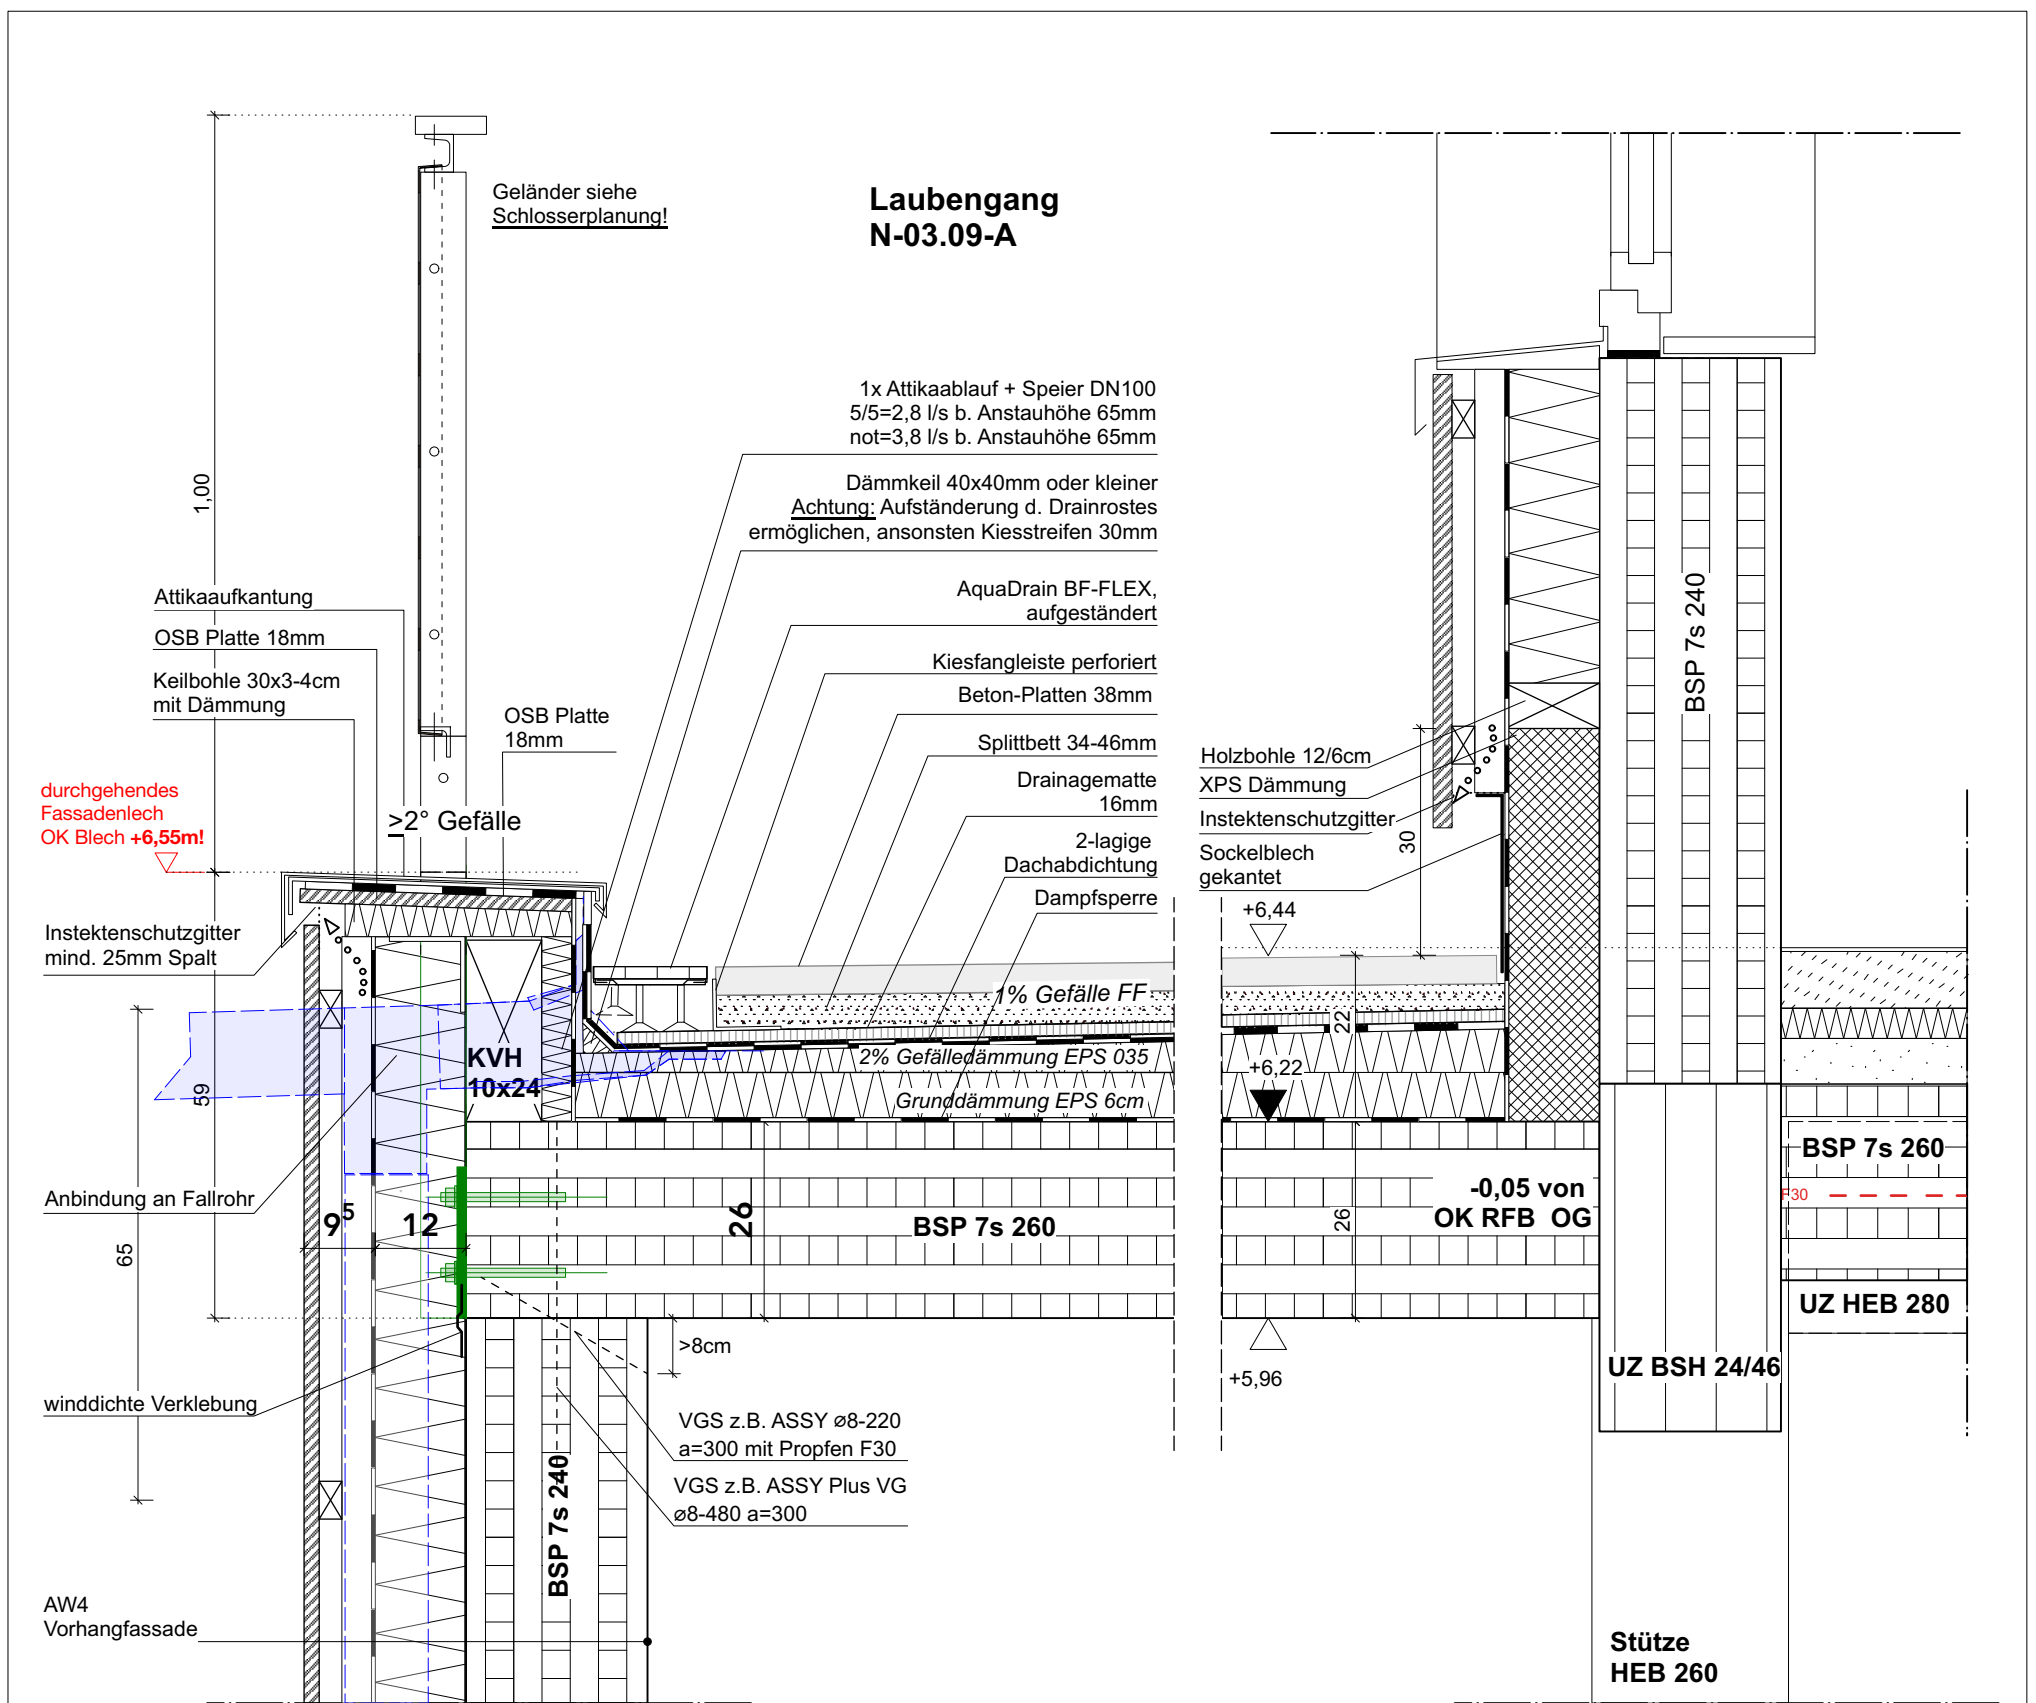 Geländer siehe
Schlosserplanung!
Laubengang
N-03.09-A
1,00
1x Attikaablauf + Speier DN100
5/5=2,8 l/s b. Anstauhöhe 65mm
not=3,8 l/s b. Anstauhöhe 65mm
Dämmkeil 40x40mm oder kleiner
Achtung: Aufständerung d. Drainrostes
ermöglichen, ansonsten Kiesstreifen 30mm
AquaDrain BF-FLEX,
aufgeständert
Kiesfangleiste perforiert
Beton-Platten 38mm
Splittbett 34-46mm
Drainagematte
16mm
2-lagige
Dachabdichtung
Dampfsperre
Attikaaufkantung
OSB Platte 18mm
Keilbohle 30x3-4cm
mit Dämmung
OSB Platte
18mm
durchgehendes
Fassadenlech
OK Blech +6,55m!
>2° Gefälle
Instektenschutzgitter
mind. 25mm Spalt
BSP 7s 240
Holzbohle 12/6cm
XPS Dämmung
Instektenschutzgitter
Sockelblech
gekantet
30
+6,44
1% Gefälle FF
22
2% Gefälledämmung EPS 035
+6,22
Grunddämmung EPS 6cm
KVH
10x24
59
65
Anbindung an Fallrohr
9⁵
12
26
BSP 7s 260
26
-0,05 von
OK RFB OG
BSP 7s 260
F30
UZ HEB 280
UZ BSH 24/46
>8cm
+5,96
winddichte Verklebung
VGS z.B. ASSY ø8-220
a=300 mit Propfen F30
VGS z.B. ASSY Plus VG
ø8-480 a=300
BSP 7s 240
AW4
Vorhangfassade
Stütze
HEB 260